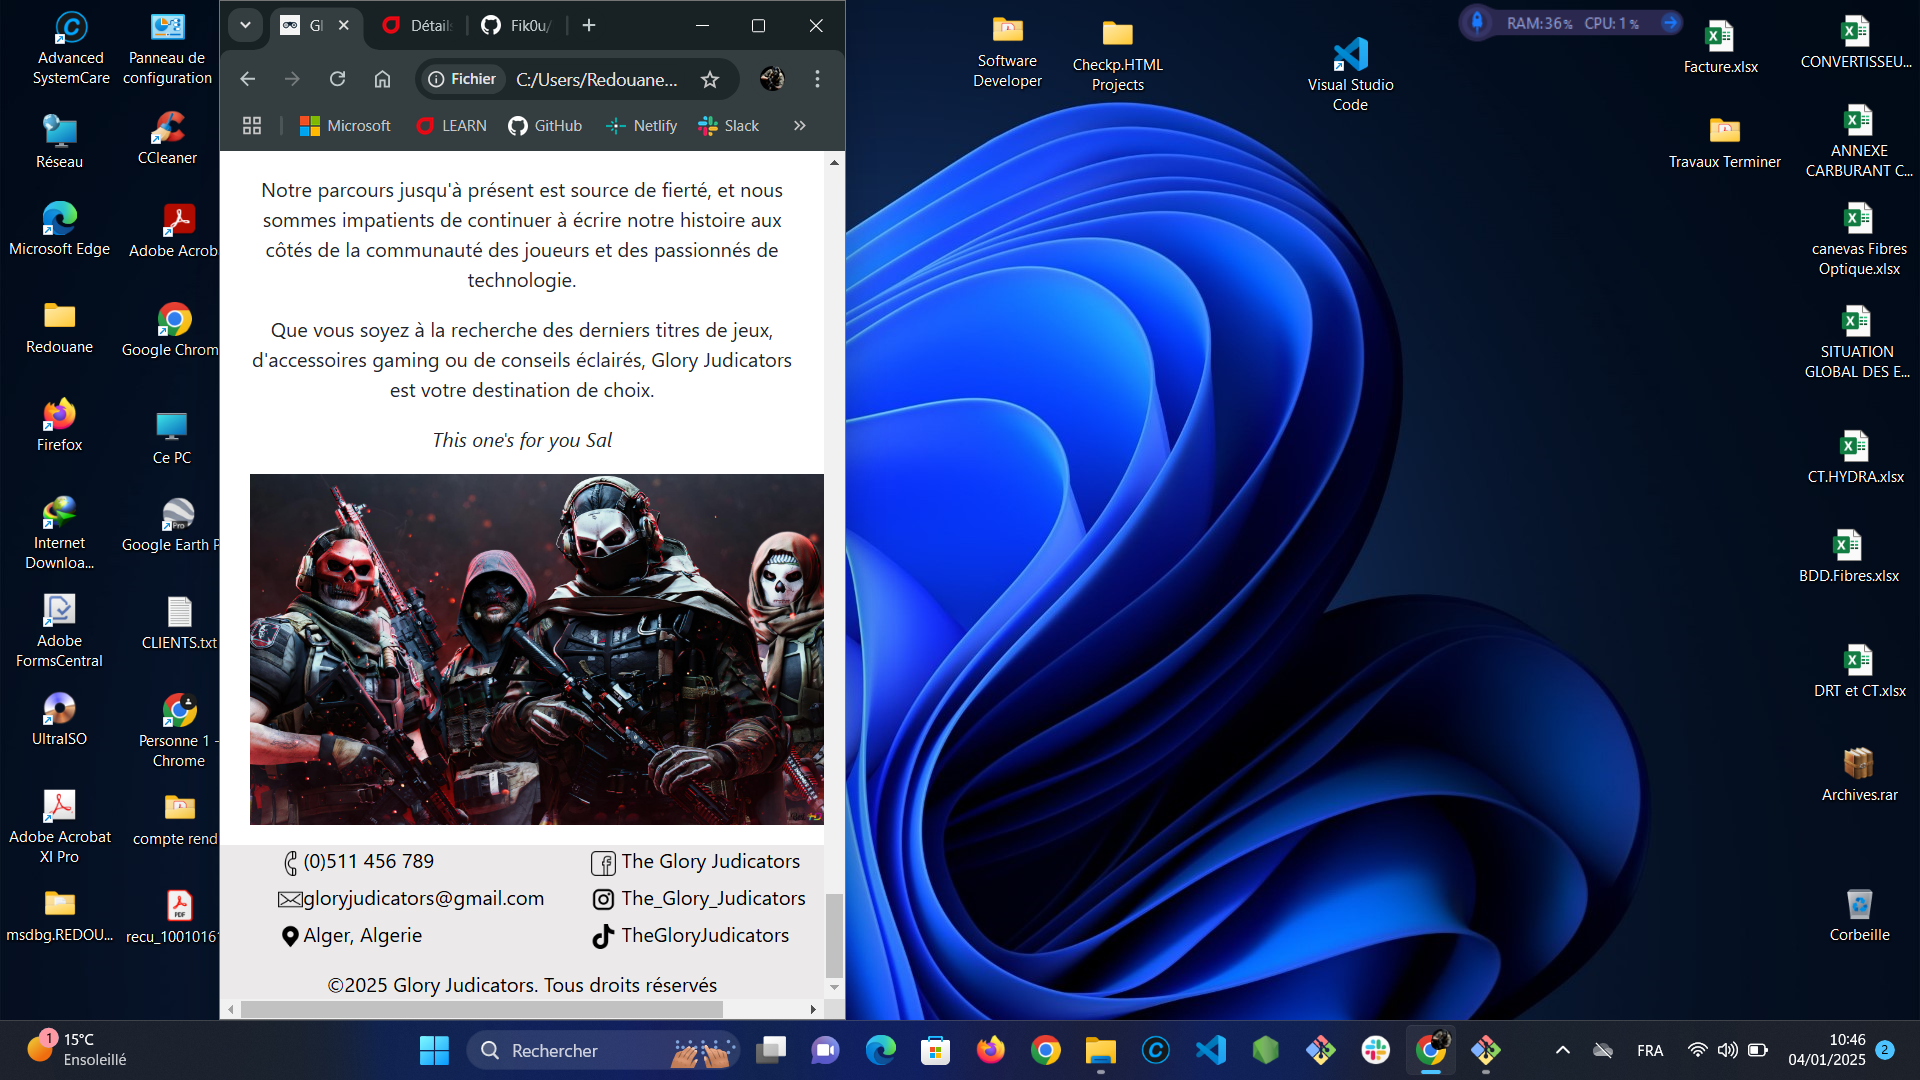 Advanced
SystemCare
Panneau de
configuration
Réseau
CCleaner
Microsoft Edge
Adobe Acrob
Redouane
Google Chrom
Firefox
Ce PC
Internet
Downloa...
Google Earth P
Adobe
FormsCentral
CLIENTS.txt
UltraISO
Personne 1 -
Chrome
Adobe Acrobat
XI Pro
compte rend
msdbg.REDOU...
recu_10010161
Gl
Détails
Fik0u/
Fichier
C:/Users/Redouane...
Microsoft
LEARN
GitHub
Netlify
Slack
Notre parcours jusqu'à présent est source de fierté, et nous
sommes impatients de continuer à écrire notre histoire aux
côtés de la communauté des joueurs et des passionnés de
technologie.
Que vous soyez à la recherche des derniers titres de jeux,
d'accessoires gaming ou de conseils éclairés, Glory Judicators
est votre destination de choix.
This one's for you Sal
(0)511 456 789
gloryjudicators@gmail.com
Alger, Algerie
The Glory Judicators
The_Glory_Judicators
TheGloryJudicators
©2025 Glory Judicators. Tous droits réservés
Software
Developer
Checkp.HTML
Projects
Visual Studio
Code
RAM:36% CPU:1%
Facture.xlsx
CONVERTISSEU...
Travaux Terminer
ANNEXE
CARBURANT C...
canevas Fibres
Optique.xlsx
SITUATION
GLOBAL DES E...
CT.HYDRA.xlsx
BDD.Fibres.xlsx
DRT et CT.xlsx
Archives.rar
Corbeille
1
15°C
Ensoleillé
Rechercher
FRA
10:46
04/01/2025
2